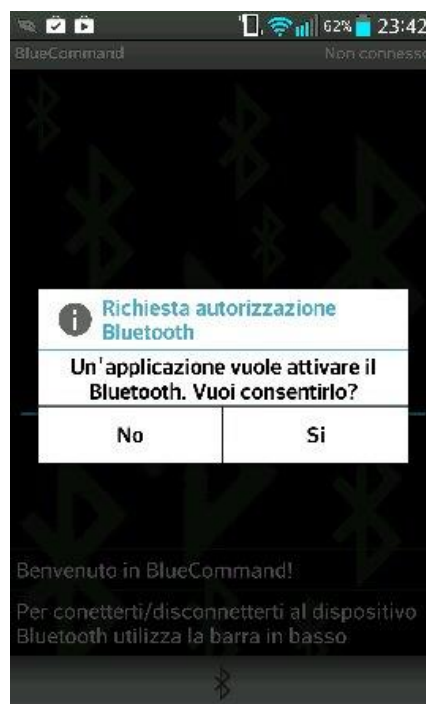 62% 23:42
BlueCommand Non connesso
Richiesta autorizzazione
Bluetooth
Un'applicazione vuole attivare il
Bluetooth. Vuoi consentirlo?
No Si
Benvenuto in BlueCommand!
Per conetterti/disconnetterti al dispositivo
Bluetooth utilizza la barra in basso